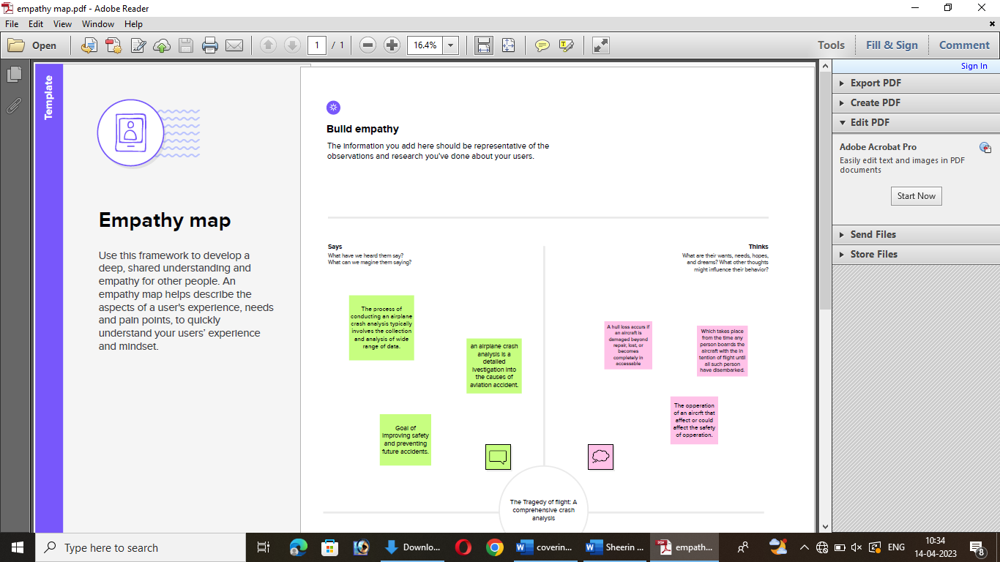 empathy map.pdf - Adobe Reader
File Edit View Window Help
Open
1 / 1
16.4%
Tools Fill & Sign Comment
Sign In
Export PDF
Create PDF
Edit PDF
Adobe Acrobat Pro
Easily edit text and images in PDF
documents
Start Now
Send Files
Store Files
Template
Empathy map
Use this framework to develop a
deep, shared understanding and
empathy for other people. An
empathy map helps describe the
aspects of a user's experience, needs
and pain points, to quickly
understand your users' experience
and mindset.
Build empathy
The information you add here should be representative of the
observations and research you've done about your users.
Says
What have we heard them say?
What can we magine them saying?
Thinks
What are their wants, needs, hopes,
and dreams? What other thoughts
might influence their behavior?
The process of
conducting an airplane
crash analysis typically
involves the collection
and analysis of wide
range of data.
an airplane crash
analysis is a
detailed
ivestigation into
the causes of
aviation accident.
Goal of
improving safety
and preventing
future accidents.
A hull loss accurs if
an aircraft is
damaged beyond
repair, lost, or
becomes
completely in
accessable
Which takes place
from the time any
person boarrds the
aircraft with the in
tention of flight until
all such person
have disembarked.
The opperation
of an aircrft that
affect or could
affect the safety
of opperation.
The Tragedy of flight: A
comprehensive crash
analysis
Type here to search
Downlo...
coverin...
Sheerin ...
empath...
ENG
10:34
14-04-2023
8